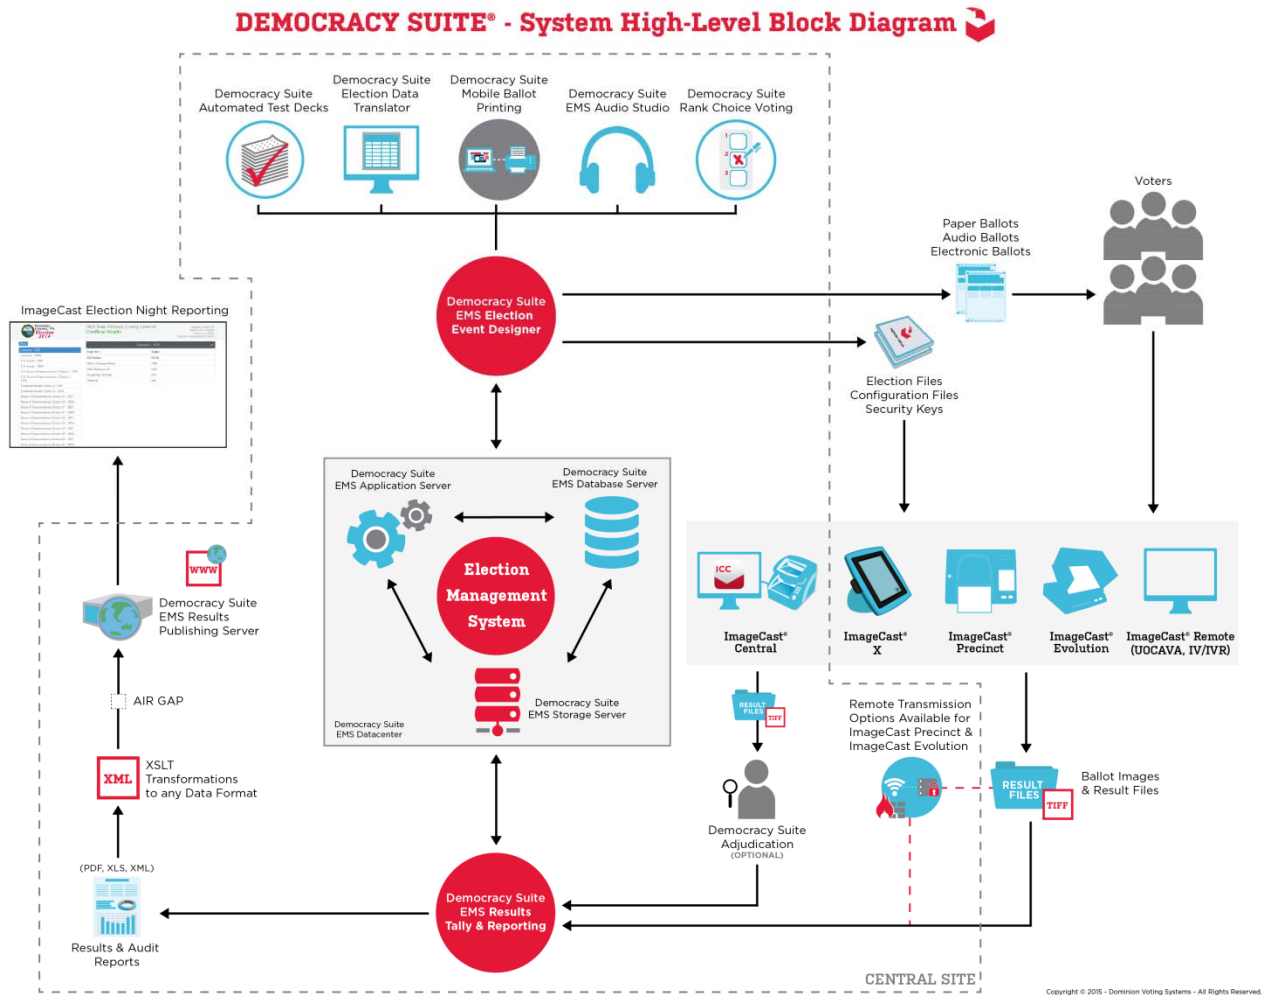 DEMOCRACY SUITE® - System High-Level Block Diagram
Democracy Suite
Automated Test Decks
Democracy Suite
Election Data
Translator
Democracy Suite
Mobile Ballot
Printing
Democracy Suite
EMS Audio Studio
Democracy Suite
Rank Choice Voting
1
2
3
Voters
Paper Ballots
Audio Ballots
Electronic Ballots
Democracy Suite
EMS Election
Event Designer
ImageCast Election Night Reporting
Election
2014
Election Files
Configuration Files
Security Keys
Democracy Suite
EMS Application Server
Democracy Suite
EMS Database Server
Election
Management
System
Democracy Suite
EMS Storage Server
Democracy Suite
EMS Datacenter
ICC
ImageCast®
Central
ImageCast®
X
ImageCast®
Precinct
ImageCast®
Evolution
ImageCast® Remote
(UOCAVA, IV/IVR)
WWW
Democracy Suite
EMS Results
Publishing Server
AIR GAP
XML
XSLT
Transformations
to any Data Format
(PDF, XLS, XML)
Results & Audit
Reports
RESULT
FILES
TIFF
Democracy Suite
Adjudication
(OPTIONAL)
Remote Transmission
Options Available for
ImageCast Precinct &
ImageCast Evolution
RESULT
FILES
TIFF
Ballot Images
& Result Files
Democracy Suite
EMS Results
Tally & Reporting
CENTRAL SITE
Copyright © 2015 - Dominion Voting Systems - All Rights Reserved.